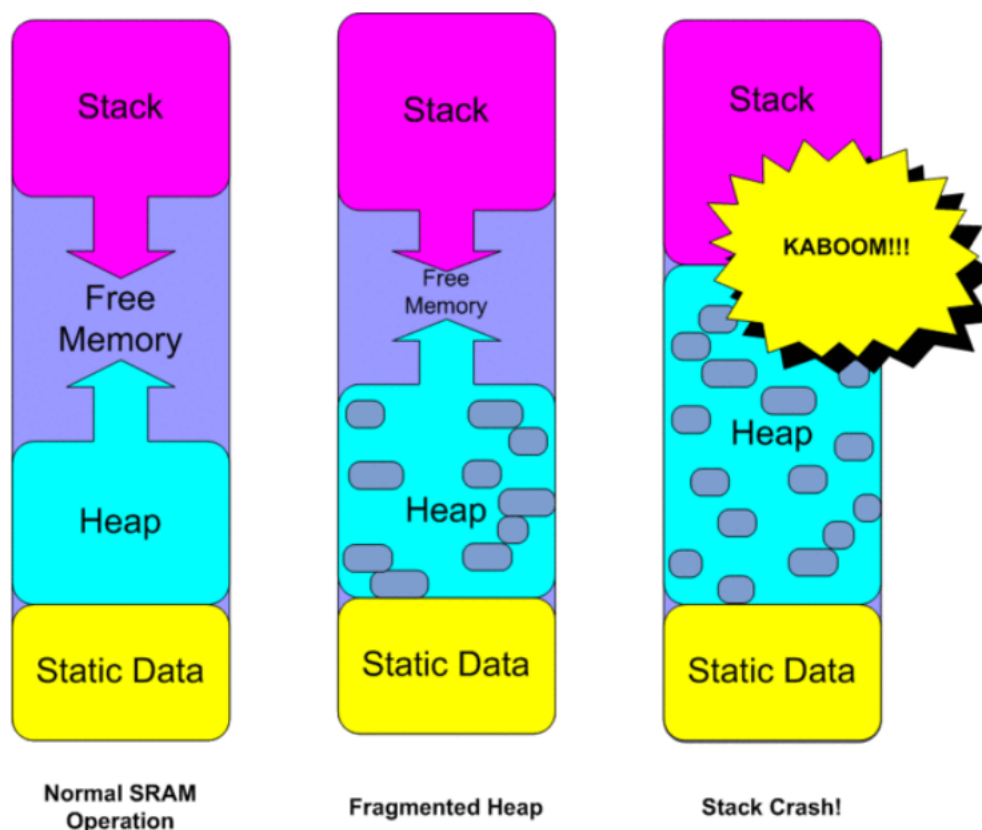 Stack
Free
Memory
Heap
Static Data
Normal SRAM
Operation
Stack
Free
Memory
Heap
Static Data
Fragmented Heap
Stack
KABOOM!!!
Heap
Static Data
Stack Crash!